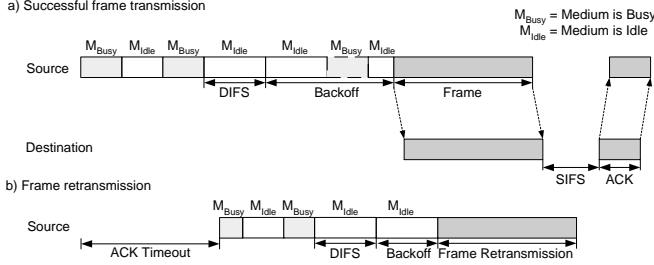 a) Successful frame transmission
M_Busy = Medium is Busy
M_Idle = Medium is Idle
M_Busy M_Idle M_Busy M_Idle M_Idle M_Busy M_Idle
Source
DIFS Backoff Frame
Destination
SIFS ACK
b) Frame retransmission
M_Busy M_Idle M_Busy M_Idle M_Idle
Source
ACK Timeout DIFS Backoff Frame Retransmission